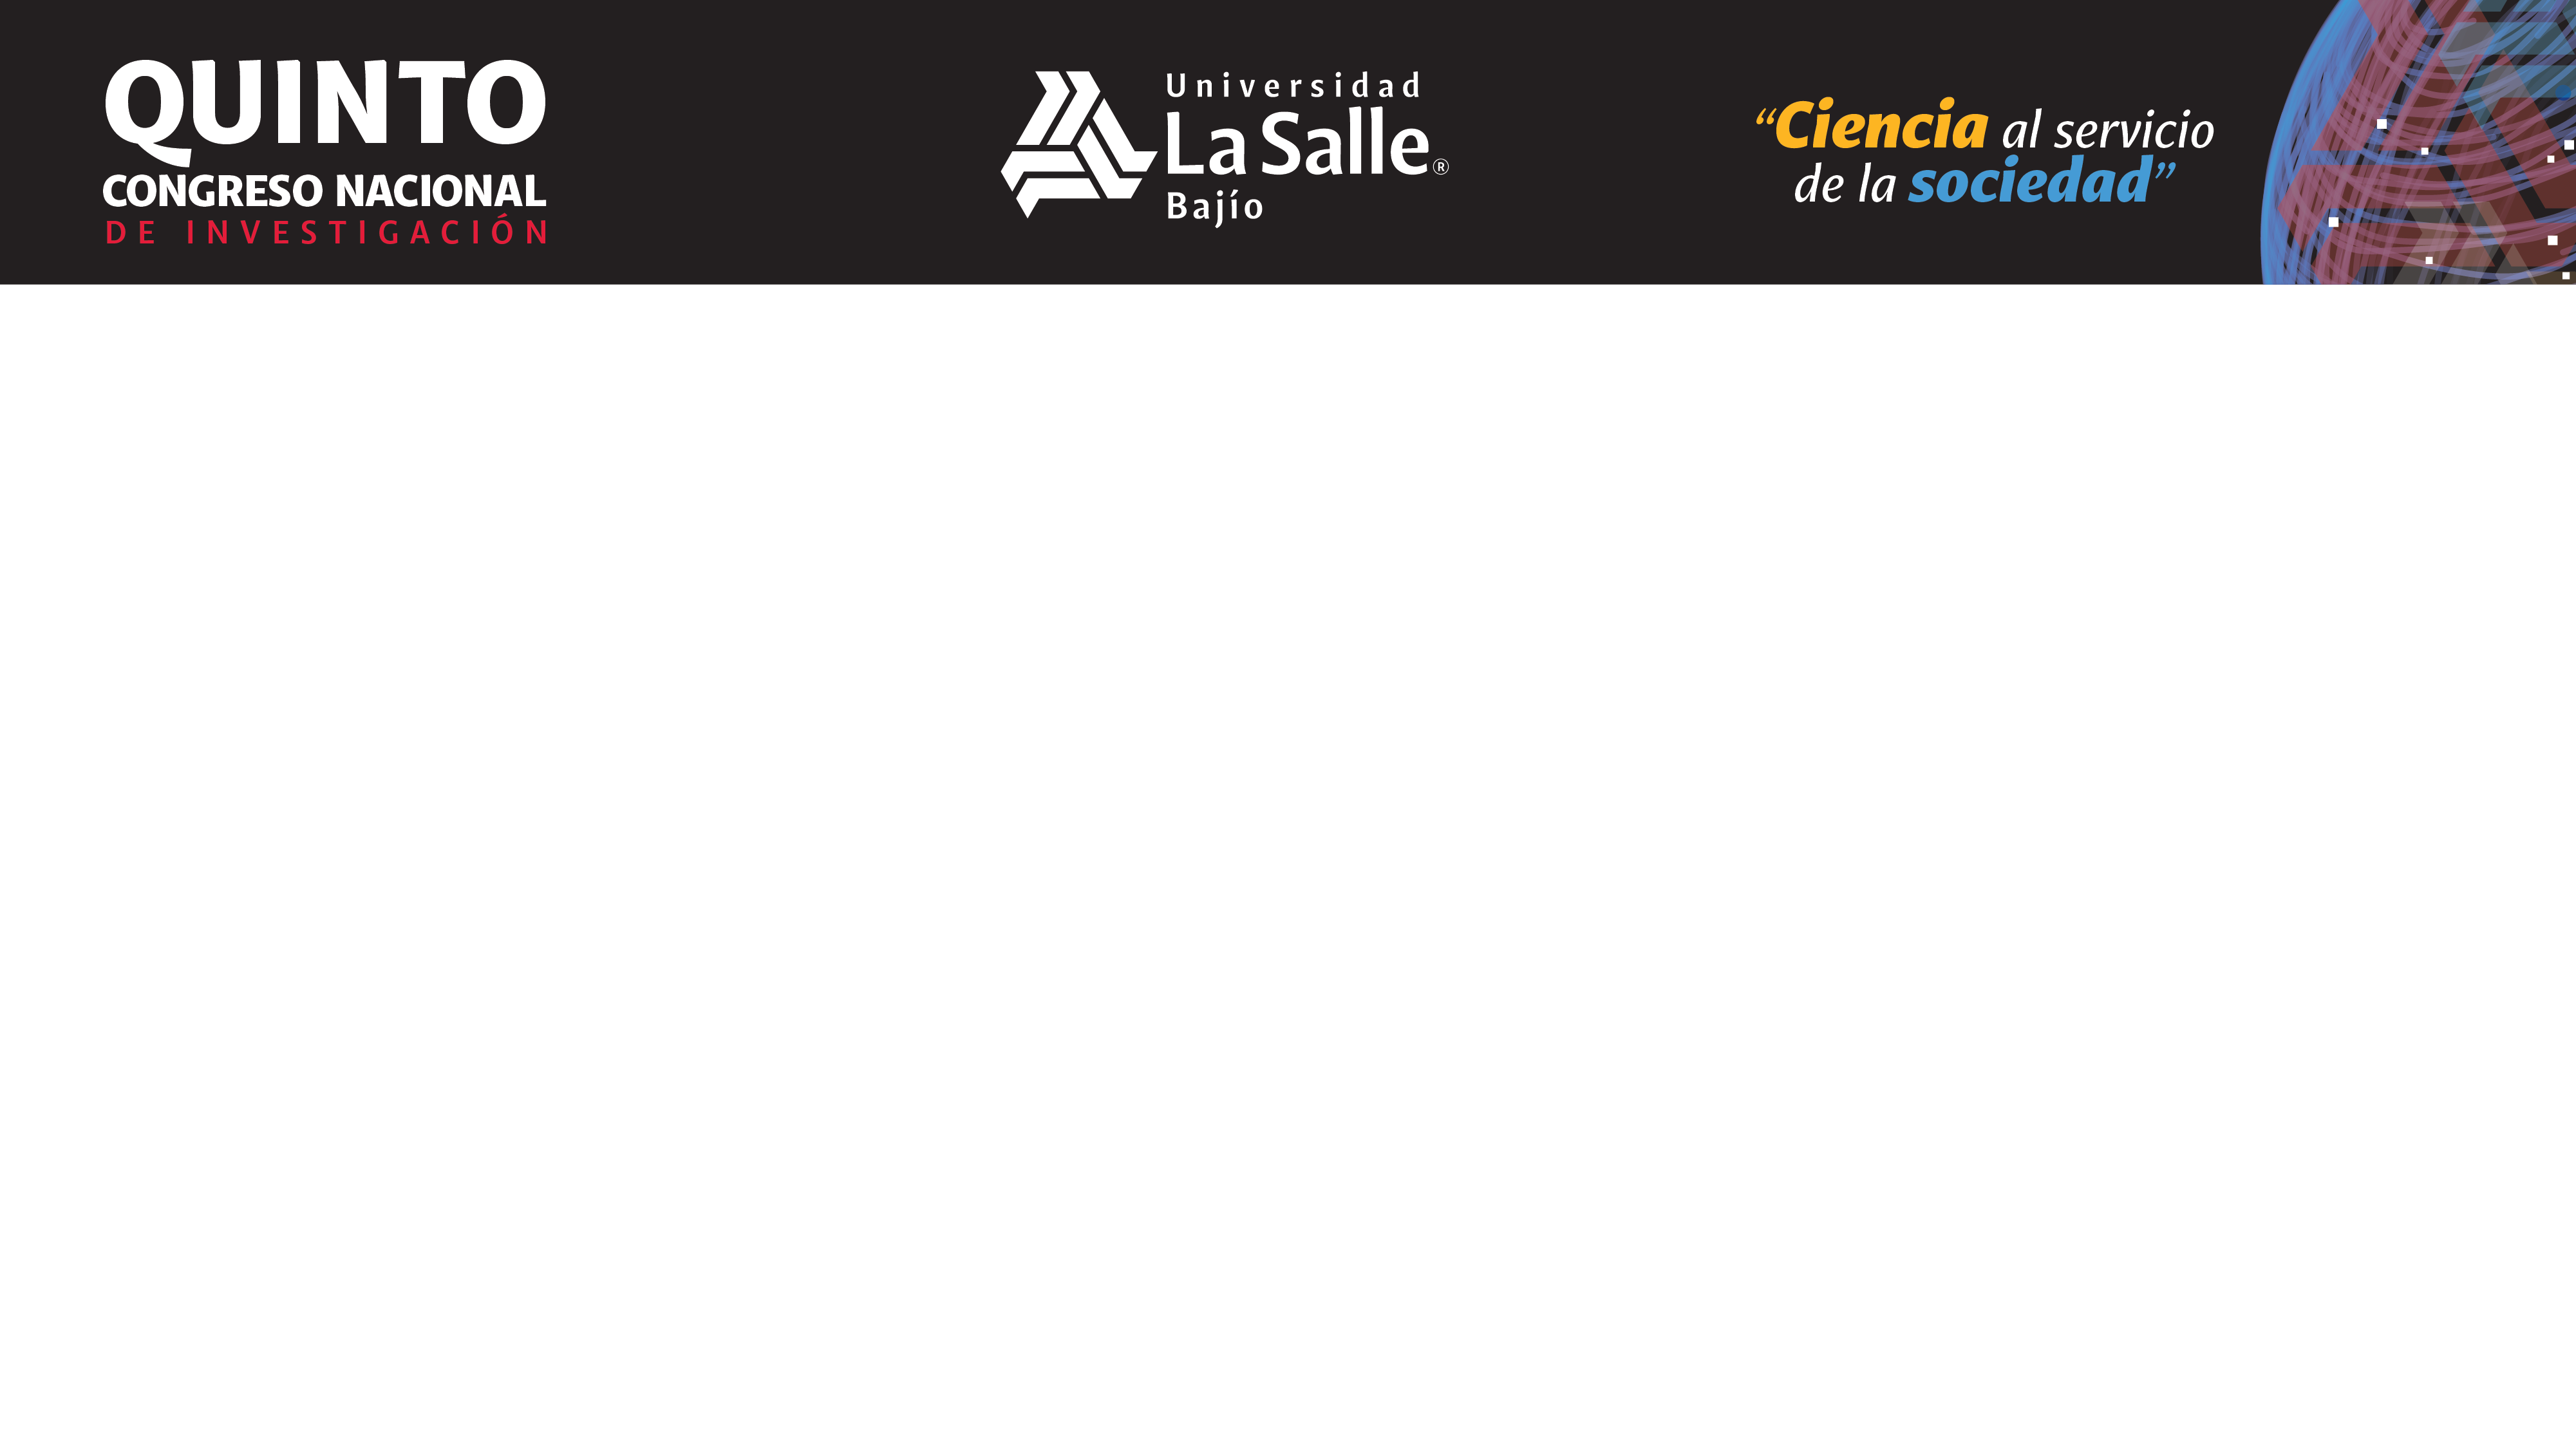 QUINTO
CONGRESO NACIONAL
DE INVESTIGACIÓN
Universidad
La Salle®
Bajío
“Ciencia al servicio
de la sociedad”